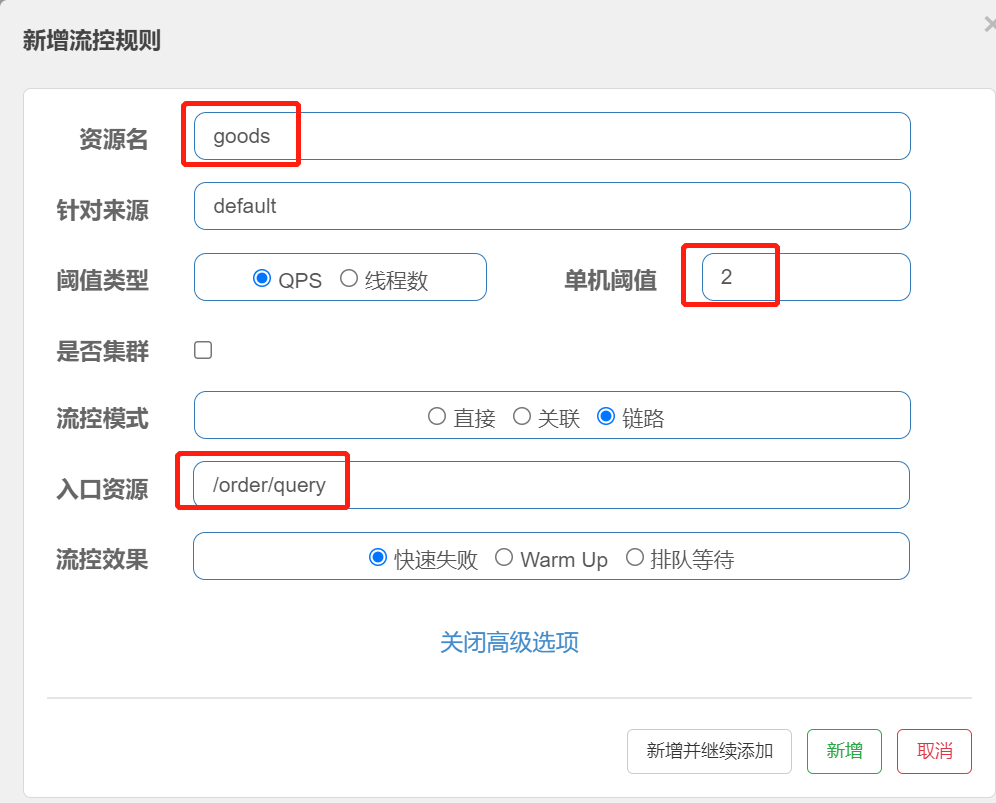 新增流控规则
资源名 goods
针对来源 default
阈值类型 QPS 线程数 单机阈值 2
是否集群
流控模式 直接 关联 链路
入口资源 /order/query
流控效果 快速失败 Warm Up 排队等待
关闭高级选项
新增并继续添加 新增 取消